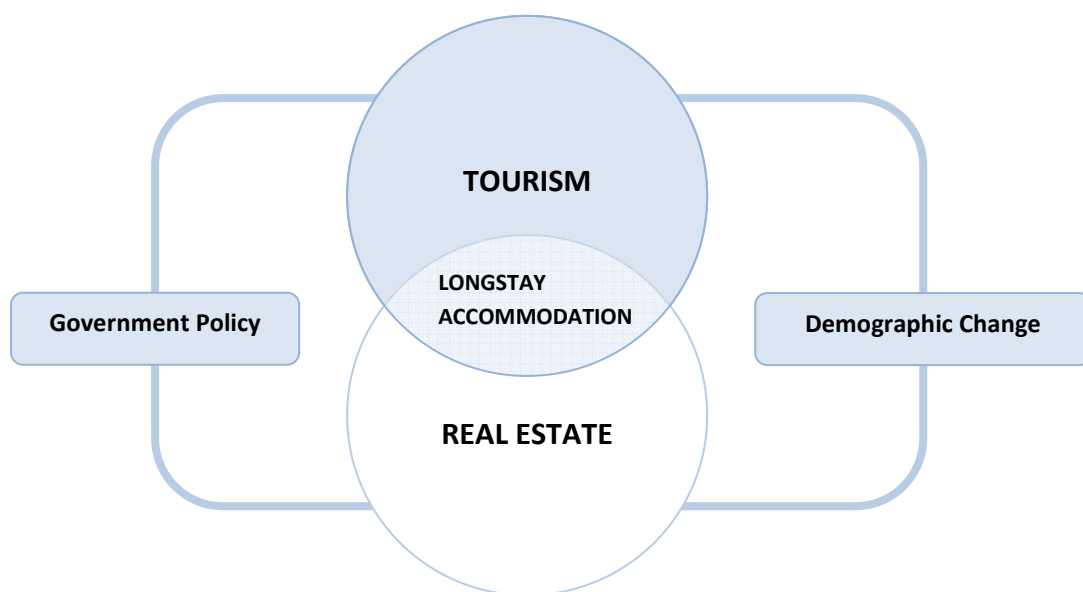 TOURISM
LONGSTAY
ACCOMMODATION
Government Policy
Demographic Change
REAL ESTATE